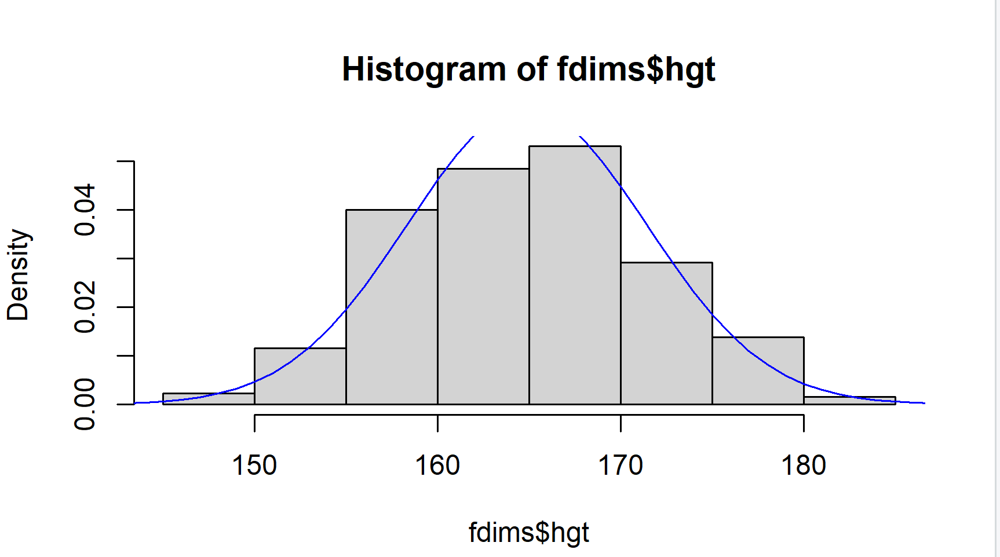 Histogram of fdims$hgt
Density
0.04
0.02
0.00
150 160 170 180
fdims$hgt